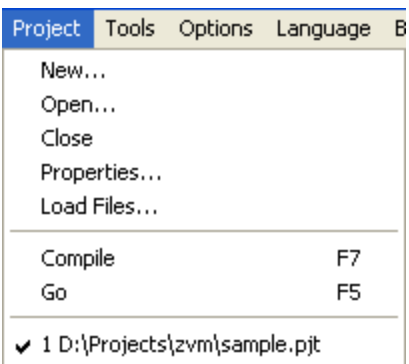 Project Tools Options Language B
New...
Open...
Close
Properties...
Load Files...
Compile F7
Go F5
✔ 1 D:\Projects\zvm\sample.pjt